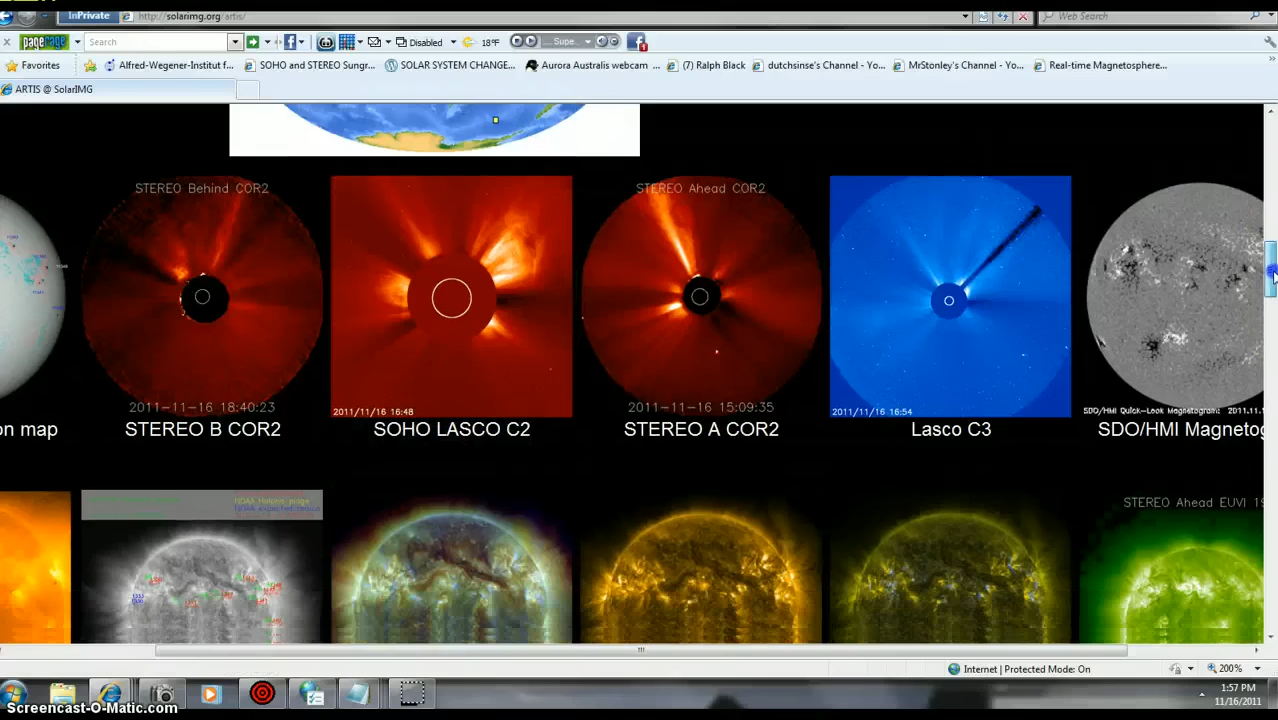 InPrivate http://solarimg.org/artis/ Web Search
pagerage Search Disabled 18°F Supe...
Favorites Alfred-Wegener-Institut f... SOHO and STEREO Sungr... SOLAR SYSTEM CHANGE... Aurora Australis webcam ... (7) Ralph Black dutchsinse's Channel - Yo... MrStonley's Channel - Yo... Real-time Magnetosphere...
ARTIS @ SolarIMG
STEREO Behind COR2
STEREO Ahead COR2
2011-11-16 18:40:23
2011/11/16 16:48
2011-11-16 15:09:35
2011/11/16 16:54
SDO/HMI Quick-Look Magnetogram: 2011.11.1
on map STEREO B COR2 SOHO LASCO C2 STEREO A COR2 Lasco C3 SDO/HMI Magnetog
STEREO Ahead EUVI 19
Internet | Protected Mode: On 200%
1:57 PM
11/16/2011
Screencast-O-Matic.com